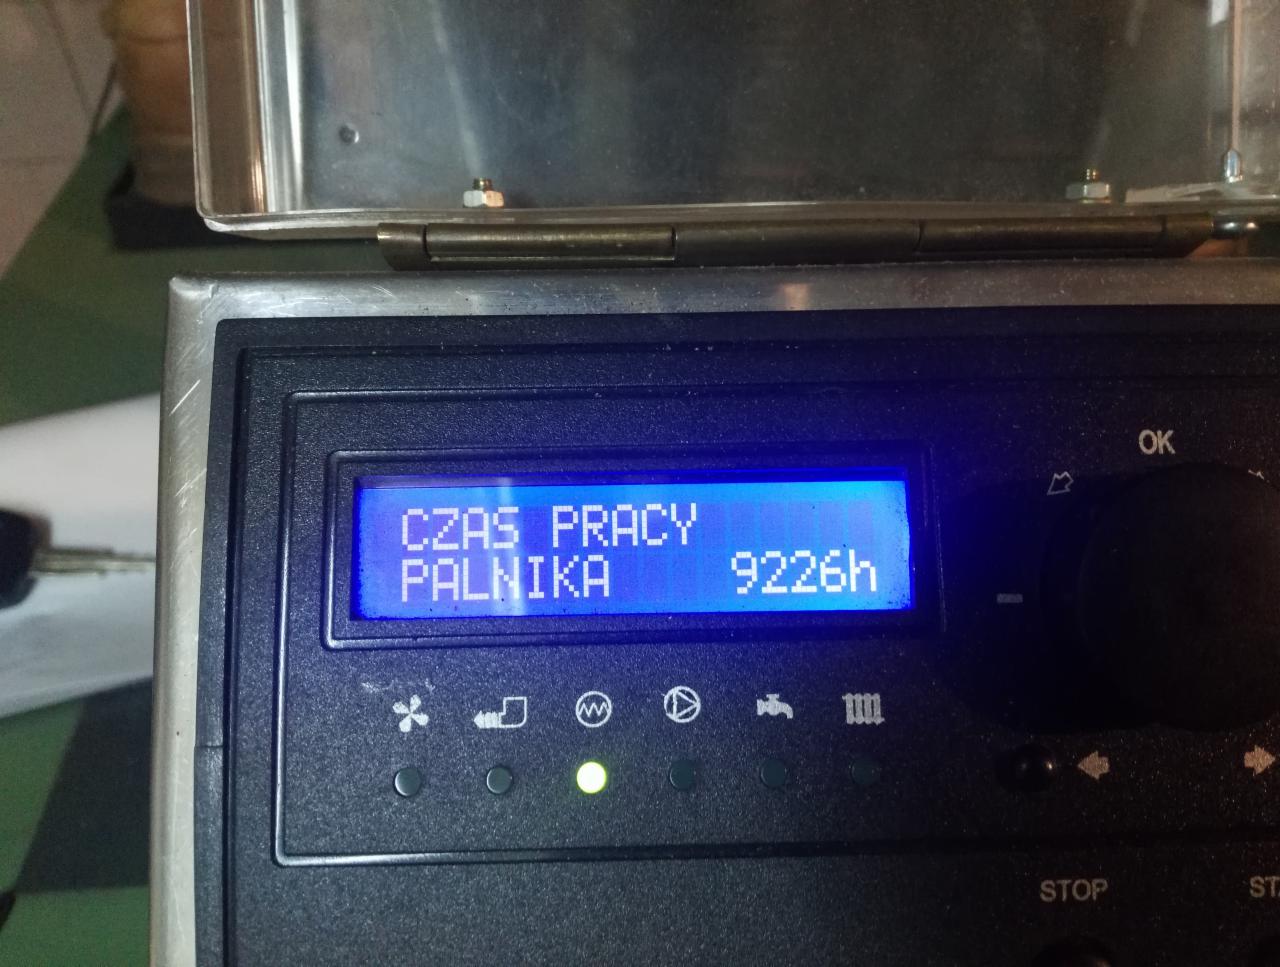 CZAS PRACY
PALNIKA 9226h
OK
-
STOP